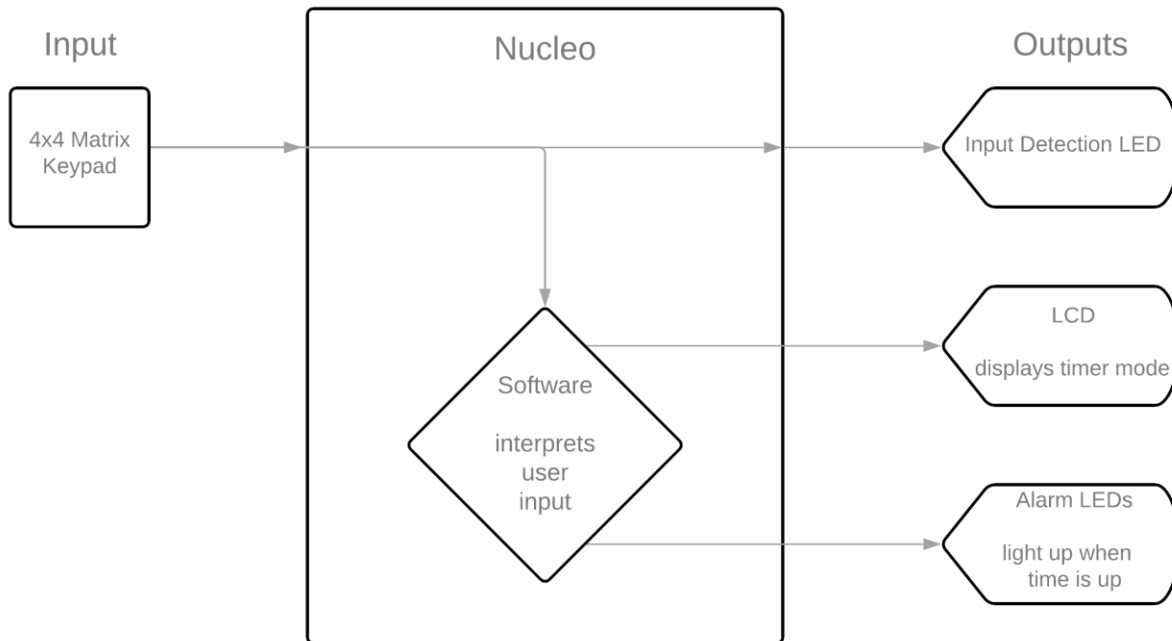 Input
Nucleo
Outputs
4x4 Matrix
Keypad
Input Detection LED
LCD
displays timer mode
Software
interprets
user
input
Alarm LEDs
light up when
time is up